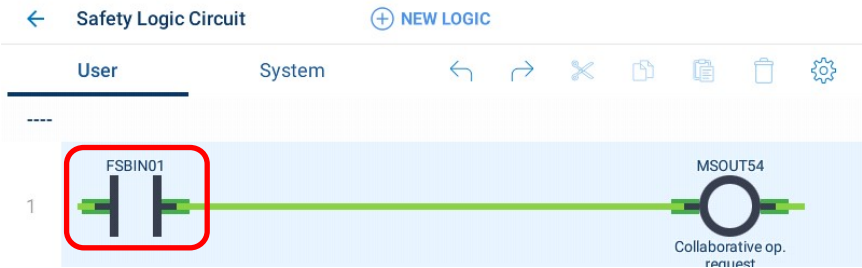 Safety Logic Circuit
NEW LOGIC
User
System
----
FSBIN01
MSOUT54
1
Collaborative op.
request